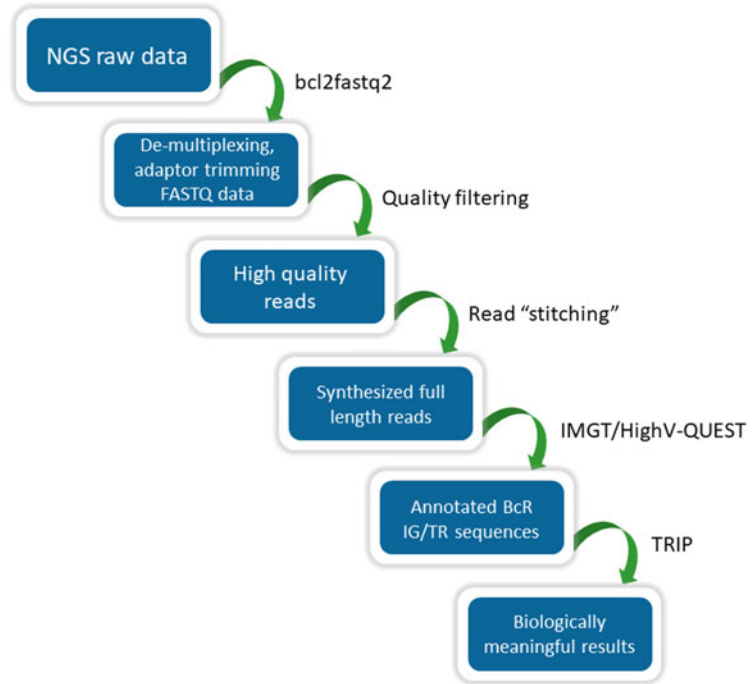 NGS raw data
bcl2fastq2
De-multiplexing,
adaptor trimming
FASTQ data
Quality filtering
High quality
reads
Read “stitching”
Synthesized full
length reads
IMGT/HighV-QUEST
Annotated BcR
IG/TR sequences
TRIP
Biologically
meaningful results